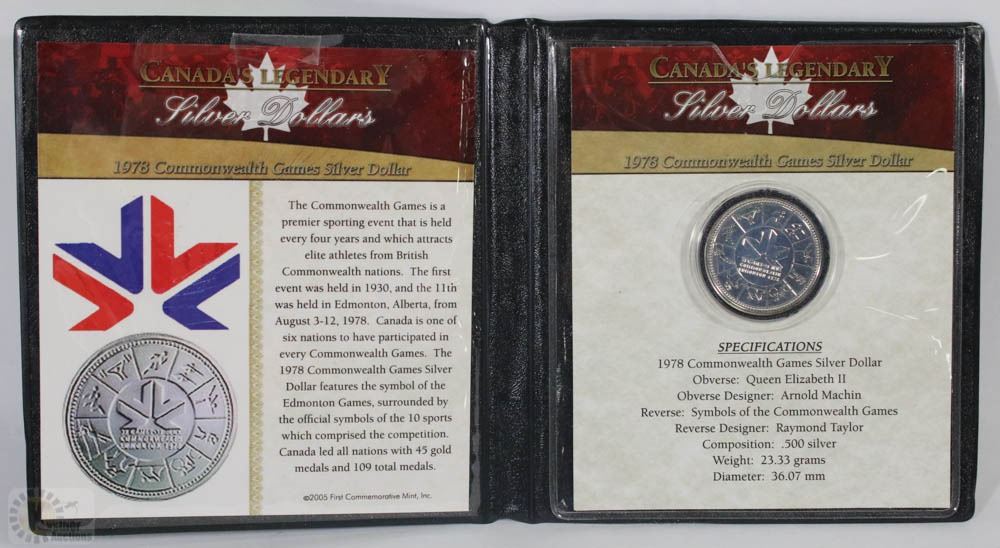 CANADA'S LEGENDARY
Silver Dollars
1978 Commonwealth Games Silver Dollar
The Commonwealth Games is a
premier sporting event that is held
every four years and which attracts
elite athletes from British
Commonwealth nations. The first
event was held in 1930, and the 11th
was held in Edmonton, Alberta, from
August 3-12, 1978. Canada is one of
six nations to have participated in
every Commonwealth Games. The
1978 Commonwealth Games Silver
Dollar features the symbol of the
Edmonton Games, surrounded by
the official symbols of the 10 sports
which comprised the competition.
Canada led all nations with 45 gold
medals and 109 total medals.
©2005 First Commemorative Mint, Inc.
CANADA'S LEGENDARY
Silver Dollars
1978 Commonwealth Games Silver Dollar
SPECIFICATIONS
1978 Commonwealth Games Silver Dollar
Obverse: Queen Elizabeth II
Obverse Designer: Arnold Machin
Reverse: Symbols of the Commonwealth Games
Reverse Designer: Raymond Taylor
Composition: .500 silver
Weight: 23.33 grams
Diameter: 36.07 mm
Auctions